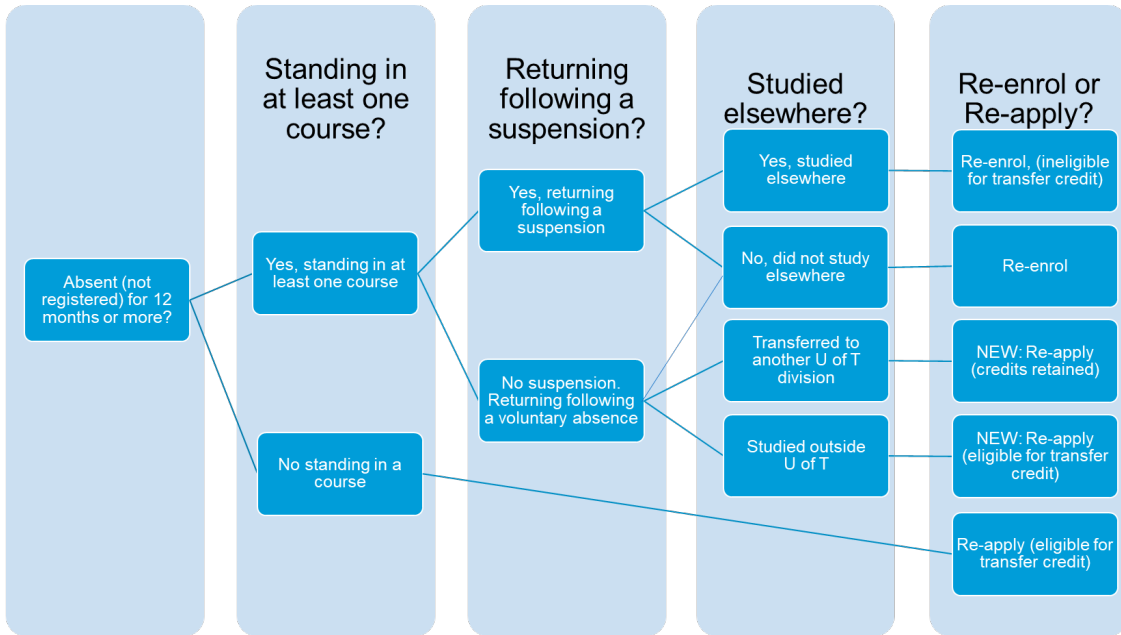 Standing in
at least one
course?
Returning
following a
suspension?
Studied
elsewhere?
Re-enrol or
Re-apply?
Absent (not
registered) for 12
months or more?
Yes, standing in at
least one course
No standing in a
course
Yes, returning
following a
suspension
No suspension.
Returning following
a voluntary absence
Yes, studied
elsewhere
No, did not study
elsewhere
Transferred to
another U of T
division
Studied outside
U of T
Re-enrol, (ineligible
for transfer credit)
Re-enrol
NEW: Re-apply
(credits retained)
NEW: Re-apply
(eligible for transfer
credit)
Re-apply (eligible for
transfer credit)